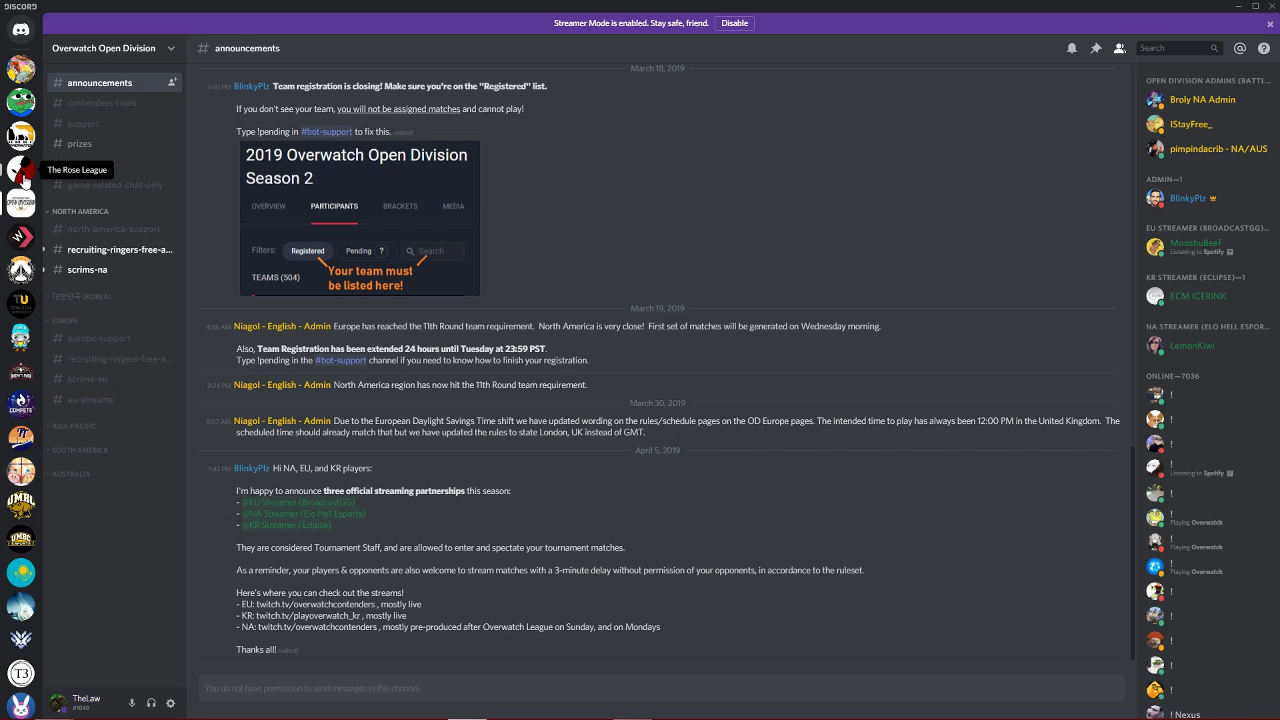 DISCORD
Streamer Mode is enabled. Stay safe, friend.
Disable
Overwatch Open Division
# announcements
Search
# announcements
# contenders-trials
# support
# prizes
The Rose League
# game-related-chat-only
NORTH AMERICA
# north-america-support
# recruiting-ringers-free-a...
# scrims-na
대한민국 (KOREA)
EUROPE
# europe-support
# recruiting-ringers-free-a...
# scrims-eu
# eu-streams
ASIA-PACIFIC
SOUTH AMERICA
AUSTRALIA
TheLaw
#1049
March 18, 2019
7:40 PM BlinkyPlz Team registration is closing! Make sure you're on the "Registered" list.
If you don't see your team, you will not be assigned matches and cannot play!
Type !pending in #bot-support to fix this. (edited)
2019 Overwatch Open Division
Season 2
OVERVIEW PARTICIPANTS BRACKETS MEDIA
Filters: Registered Pending ? Search
TEAMS (504)
Your team must
be listed here!
March 19, 2019
4:56 AM Niagol - English - Admin Europe has reached the 11th Round team requirement. North America is very close! First set of matches will be generated on Wednesday morning.
Also, Team Registration has been extended 24 hours until Tuesday at 23:59 PST.
Type !pending in the #bot-support channel if you need to know how to finish your registration.
9:26 PM Niagol - English - Admin North America region has now hit the 11th Round team requirement.
March 30, 2019
9:57 AM Niagol - English - Admin Due to the European Daylight Savings Time shift we have updated wording on the rules/schedule pages on the OD Europe pages. The intended time to play has always been 12:00 PM in the United Kingdom. The
scheduled time should already match that but we have updated the rules to state London, UK instead of GMT.
April 5, 2019
7:42 PM BlinkyPlz Hi NA, EU, and KR players:
I'm happy to announce three official streaming partnerships this season:
- @EU Streamer (BroadcastGG)
- @NA Streamer (Elo Hell Esports)
- @KR Streamer (Eclipse)
They are considered Tournament Staff, and are allowed to enter and spectate your tournament matches.
As a reminder, your players & opponents are also welcome to stream matches with a 3-minute delay without permission of your opponents, in accordance to the ruleset.
Here's where you can check out the streams!
- EU: twitch.tv/overwatchcontenders , mostly live
- KR: twitch.tv/playoverwatch_kr , mostly live
- NA: twitch.tv/overwatchcontenders , mostly pre-produced after Overwatch League on Sunday, and on Mondays
Thanks all! (edited)
You do not have permission to send messages in this channel.
OPEN DIVISION ADMINS (BATTL...
Broly NA Admin
IStayFree_
pimpindacrib - NA/AUS
ADMIN—1
BlinkyPlz
EU STREAMER (BROADCASTGG)...
MooshuBeef
Listening to Spotify
KR STREAMER (ECLIPSE)—1
ECM ICERINK
NA STREAMER (ELO HELL ESPOR...
LemonKiwi
ONLINE—7036
!
!
!
!
Listening to Spotify
!
!
Playing Overwatch
!
Playing Overwatch
!
Playing Overwatch
!
!
!
!
!
! Nexus